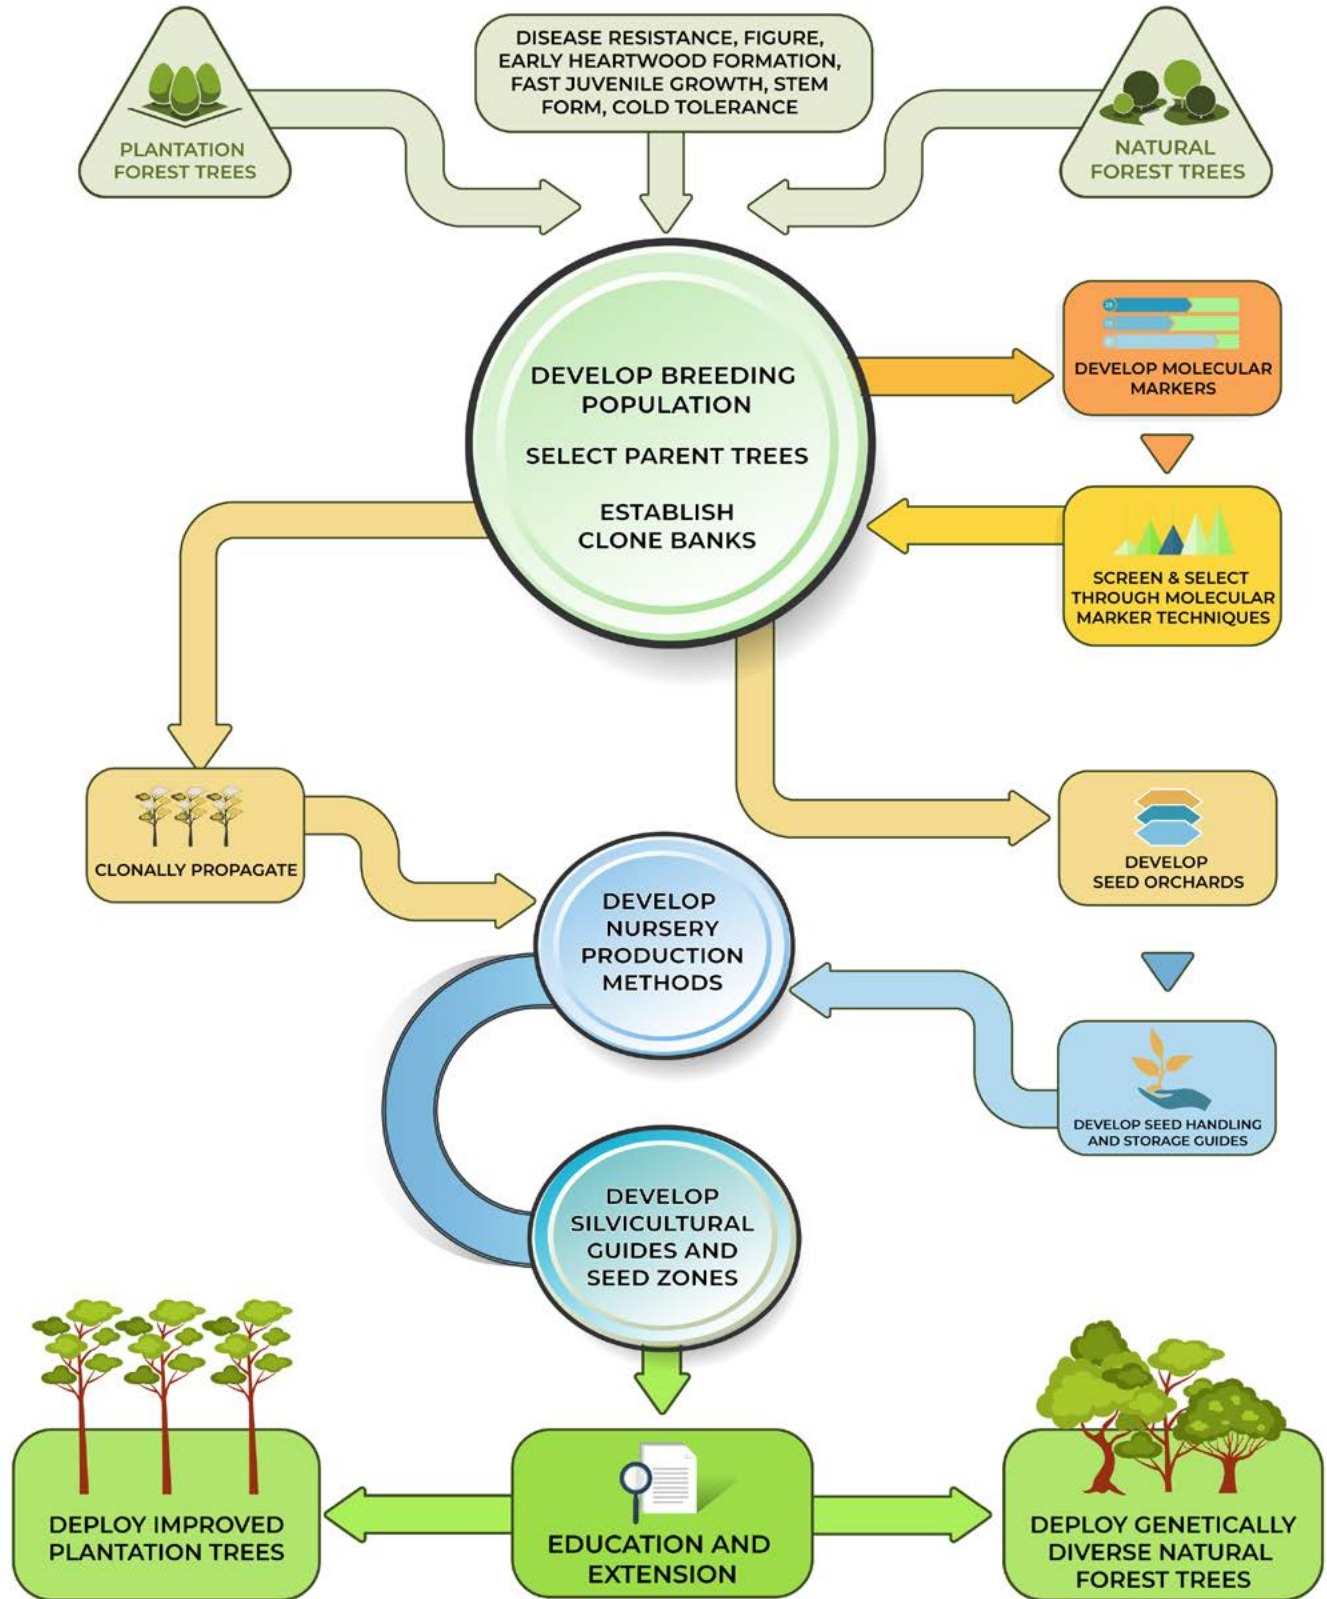 DISEASE RESISTANCE, FIGURE,
EARLY HEARTWOOD FORMATION,
FAST JUVENILE GROWTH, STEM
FORM, COLD TOLERANCE
PLANTATION
FOREST TREES
NATURAL
FOREST TREES
DEVELOP BREEDING
POPULATION
SELECT PARENT TREES
ESTABLISH
CLONE BANKS
DEVELOP MOLECULAR
MARKERS
SCREEN & SELECT
THROUGH MOLECULAR
MARKER TECHNIQUES
CLONALLY PROPAGATE
DEVELOP
SEED ORCHARDS
DEVELOP
NURSERY
PRODUCTION
METHODS
DEVELOP SEED HANDLING
AND STORAGE GUIDES
DEVELOP
SILVICULTURAL
GUIDES AND
SEED ZONES
DEPLOY IMPROVED
PLANTATION TREES
EDUCATION AND
EXTENSION
DEPLOY GENETICALLY
DIVERSE NATURAL
FOREST TREES